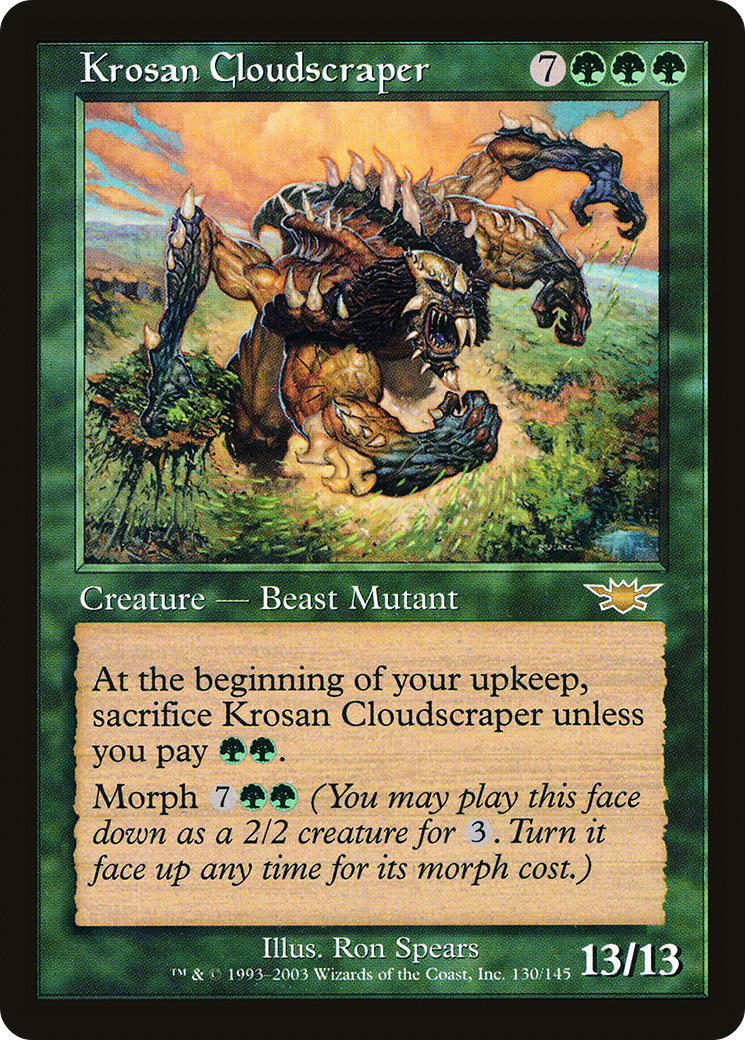 Krosan Cloudscraper 7
Creature — Beast Mutant
At the beginning of your upkeep,
sacrifice Krosan Cloudscraper unless
you pay .
Morph 7 (You may play this face
down as a 2/2 creature for 3. Turn it
face up any time for its morph cost.)
Illus. Ron Spears
™ & © 1993–2003 Wizards of the Coast, Inc. 130/145
13/13